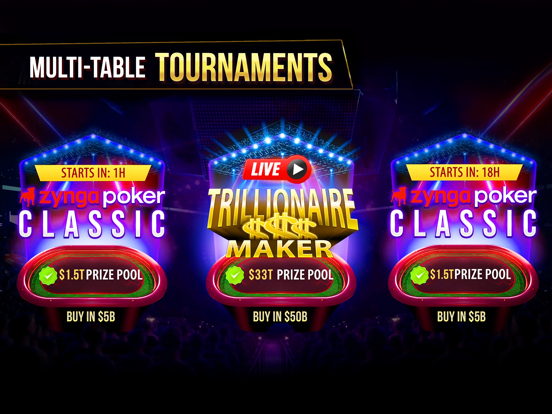 MULTI-TABLE TOURNAMENTS
STARTS IN: 1H
zynga poker
CLASSIC
$1.5T PRIZE POOL
BUY IN $5B
LIVE
TRILLIONAIRE
$$$
MAKER
$33T PRIZE POOL
BUY IN $50B
STARTS IN: 18H
zynga poker
CLASSIC
$1.5T PRIZE POOL
BUY IN $5B